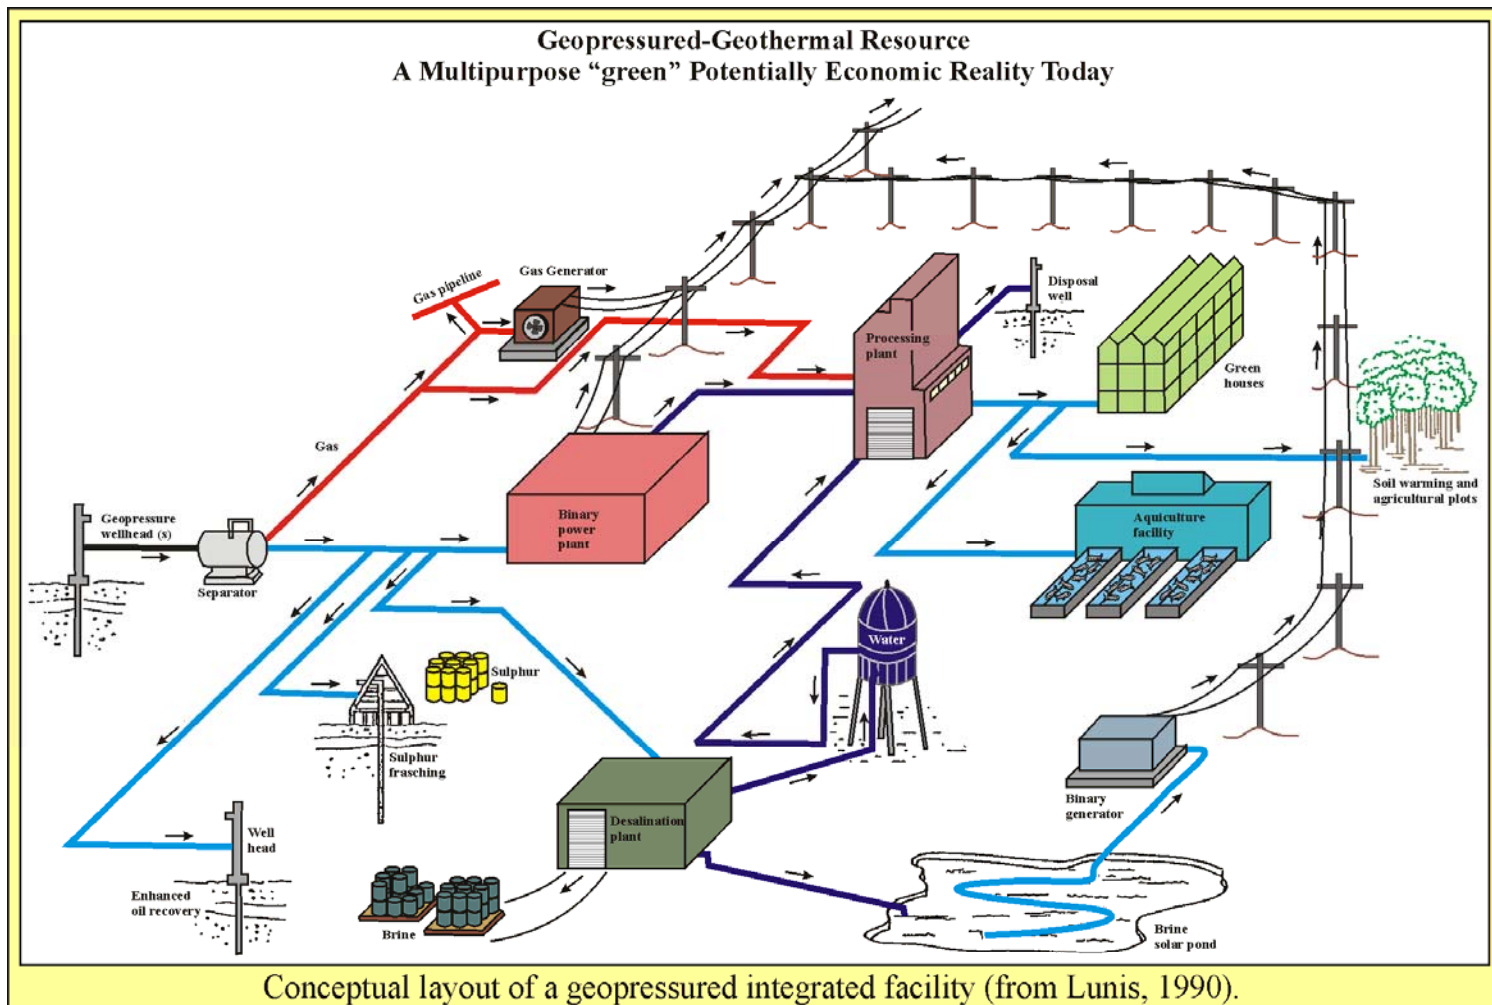 Geopressured-Geothermal Resource
A Multipurpose “green” Potentially Economic Reality Today
Gas pipeline
Gas Generator
Disposal
well
Processing
plant
Green
houses
Gas
Soil warming and
agricultural plots
Geopressure
wellhead (s)
Binary
power
plant
Aquiculture
facility
Separator
Water
Sulphur
Sulphur
frasching
Binary
generator
Desalination
plant
Well
head
Enhanced
oil recovery
Brine
Brine
solar pond
Conceptual layout of a geopressured integrated facility (from Lunis, 1990).